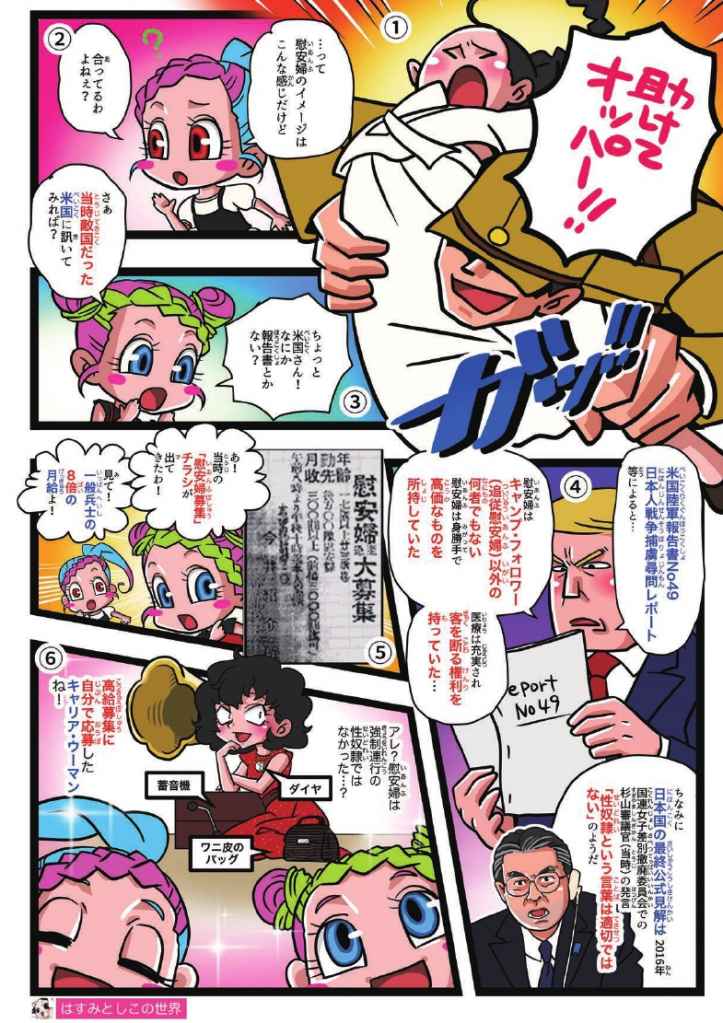 ①
助けて
オッパー!!
ガッ!!
②
…って
慰安婦のイメージは
こんな感じだけど
?
合ってるわ
よねぇ?
さぁ
当時敵国だった
米国に訊いて
みれば?
③
ちょっと
米国さん!
なにか
報告書とか
ない?
④
米国陸軍報告書No49
日本人戦争捕虜尋問レポート
等によると…
慰安婦は
キャンプ・フォロワー
(追従慰安婦)以外の
何者でもない
慰安婦は身勝手で
高価なものを
所持していた
医療は充実され
客を断る権利を
持っていた…
eport
No 49
ちなみに
日本国の最終公式見解は 2016年
国連女子差別撤廃委員会での
杉山審議官(当時)の発言
「性奴隷という言葉は適切では
ない」のようだ
⑤
あ!
当時の
「慰安婦募集」
チラシが
出て
きたわ!
慰安婦
大募集
年齢
勤先
月収
見て!
一般兵士の
8倍の
月給よ!
⑥
アレ?慰安婦は
強制連行の
性奴隷では
なかった…?
蓄音機
ダイヤ
ワニ皮の
バッグ
高給募集に
自分で応募した
キャリア・ウーマン
ね!
はすみとしこの世界